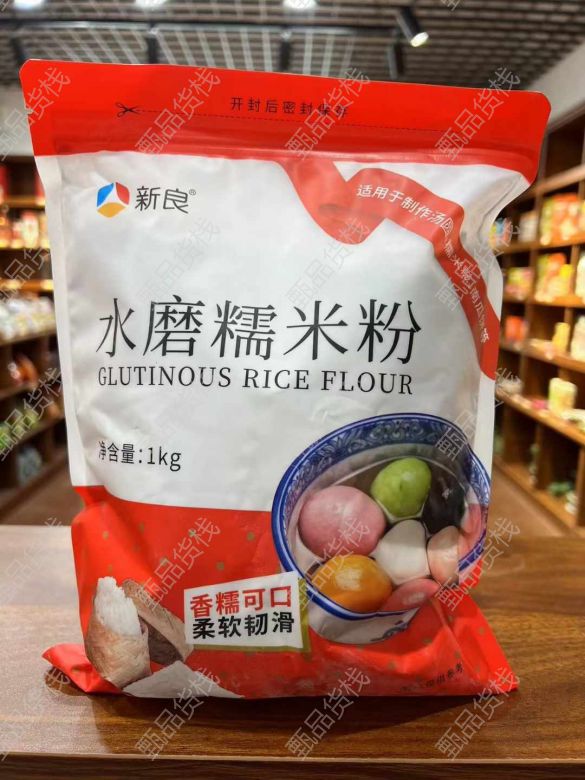 开封后密封保存
新良®
适用于制作汤圆
水磨糯米粉
GLUTINOUS RICE FLOUR
净含量:1kg
香糯可口
柔软韧滑
甄品货栈